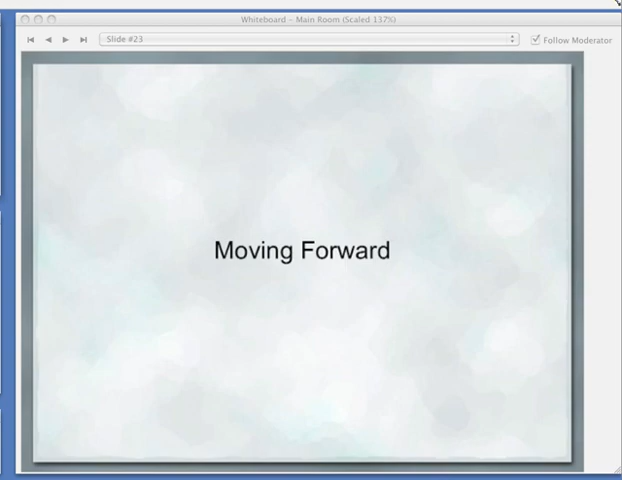 Whiteboard – Main Room (Scaled 137%)
Slide #23
Follow Moderator
Moving Forward